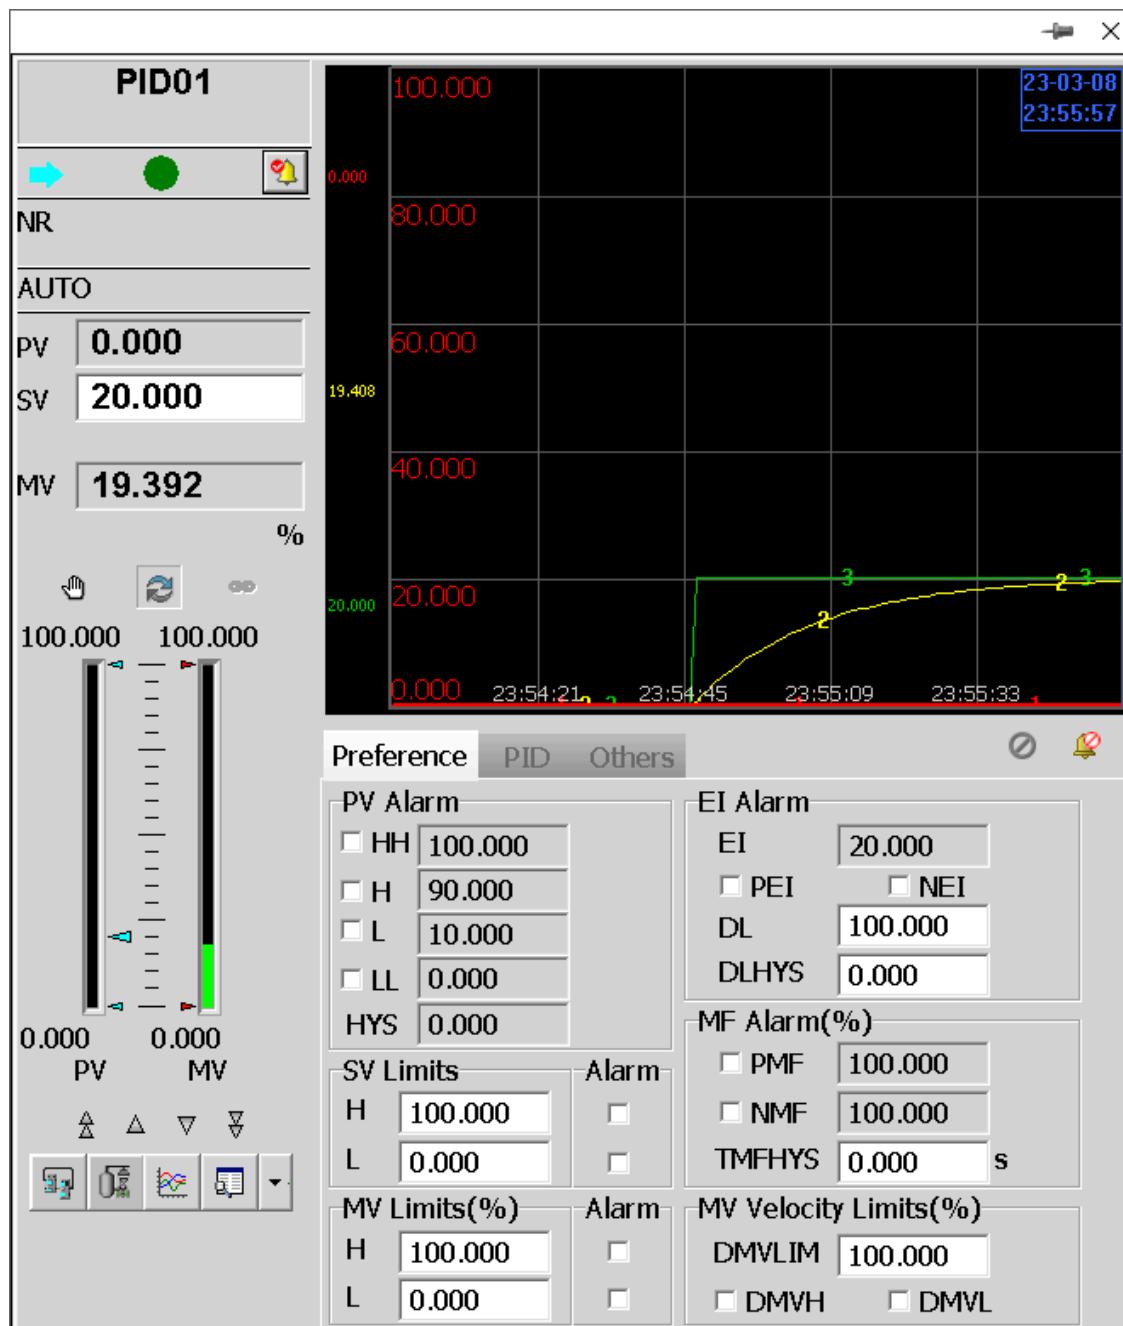 PID01
NR
AUTO
PV 0.000
SV 20.000
MV 19.392
%
100.000 100.000
0.000 0.000
PV MV
23-03-08
23:55:57
100.000
80.000
60.000
40.000
20.000
0.000
0.000
19.408
20.000
3 3
2 2
1
23:54:21 23:54:45 23:55:09 23:55:33
Preference PID Others
PV Alarm
HH 100.000
H 90.000
L 10.000
LL 0.000
HYS 0.000
SV Limits Alarm
H 100.000
L 0.000
MV Limits(%) Alarm
H 100.000
L 0.000
EI Alarm
EI 20.000
PEI NEI
DL 100.000
DLHYS 0.000
MF Alarm(%)
PMF 100.000
NMF 100.000
TMFHYS 0.000 s
MV Velocity Limits(%)
DMVLIM 100.000
DMVH DMVL